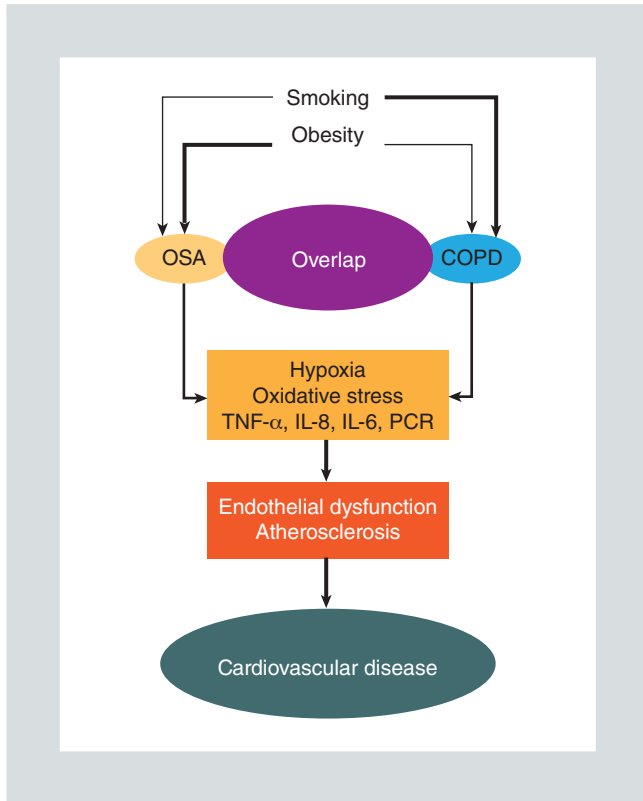 Smoking
Obesity
OSA
Overlap
COPD
Hypoxia
Oxidative stress
TNF-α, IL-8, IL-6, PCR
Endothelial dysfunction
Atherosclerosis
Cardiovascular disease